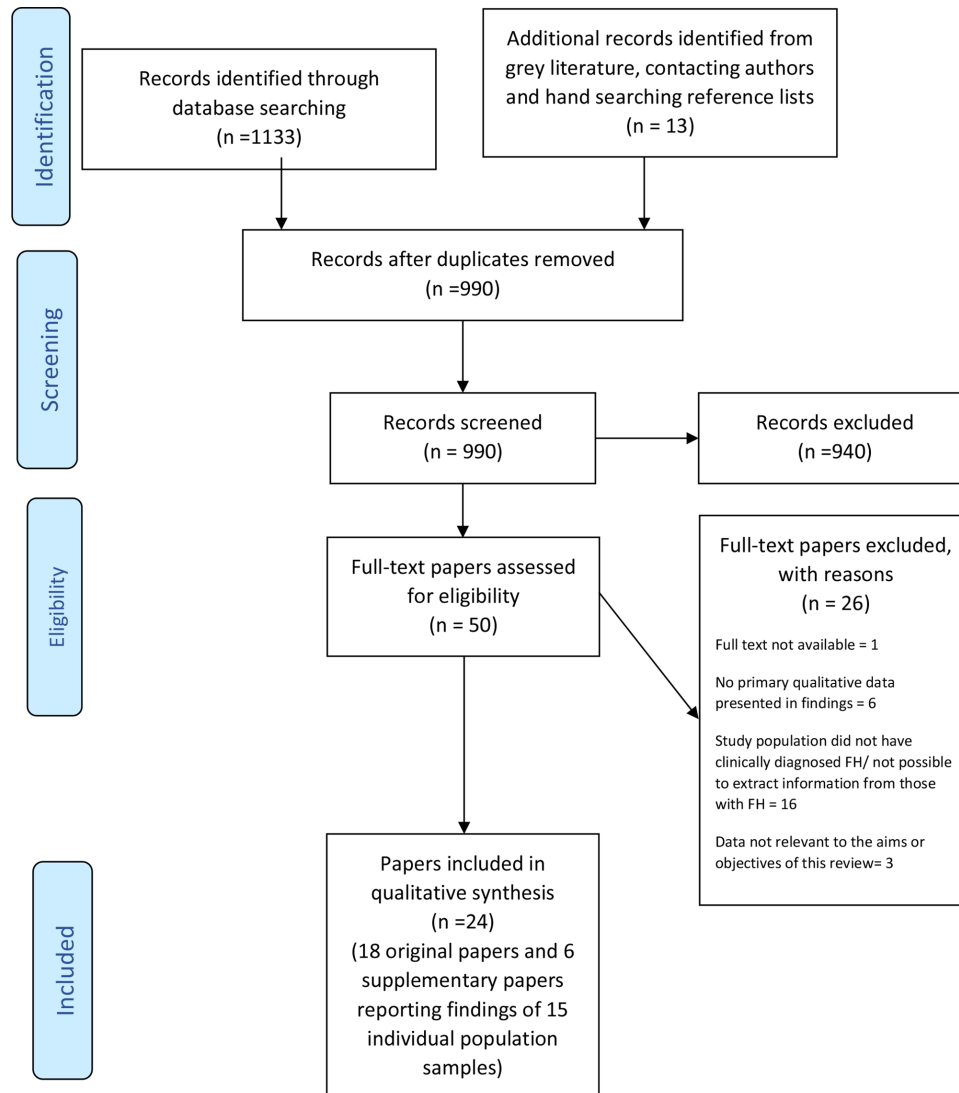 Identification
Records identified through
database searching
(n =1133)
Additional records identified from
grey literature, contacting authors
and hand searching reference lists
(n = 13)
Records after duplicates removed
(n =990)
Screening
Records screened
(n = 990)
Records excluded
(n =940)
Eligibility
Full-text papers assessed
for eligibility
(n = 50)
Full-text papers excluded,
with reasons
(n = 26)
Full text not available = 1
No primary qualitative data
presented in findings = 6
Study population did not have
clinically diagnosed FH/ not possible
to extract information from those
with FH = 16
Data not relevant to the aims or
objectives of this review= 3
Included
Papers included in
qualitative synthesis
(n =24)
(18 original papers and 6
supplementary papers
reporting findings of 15
individual population
samples)